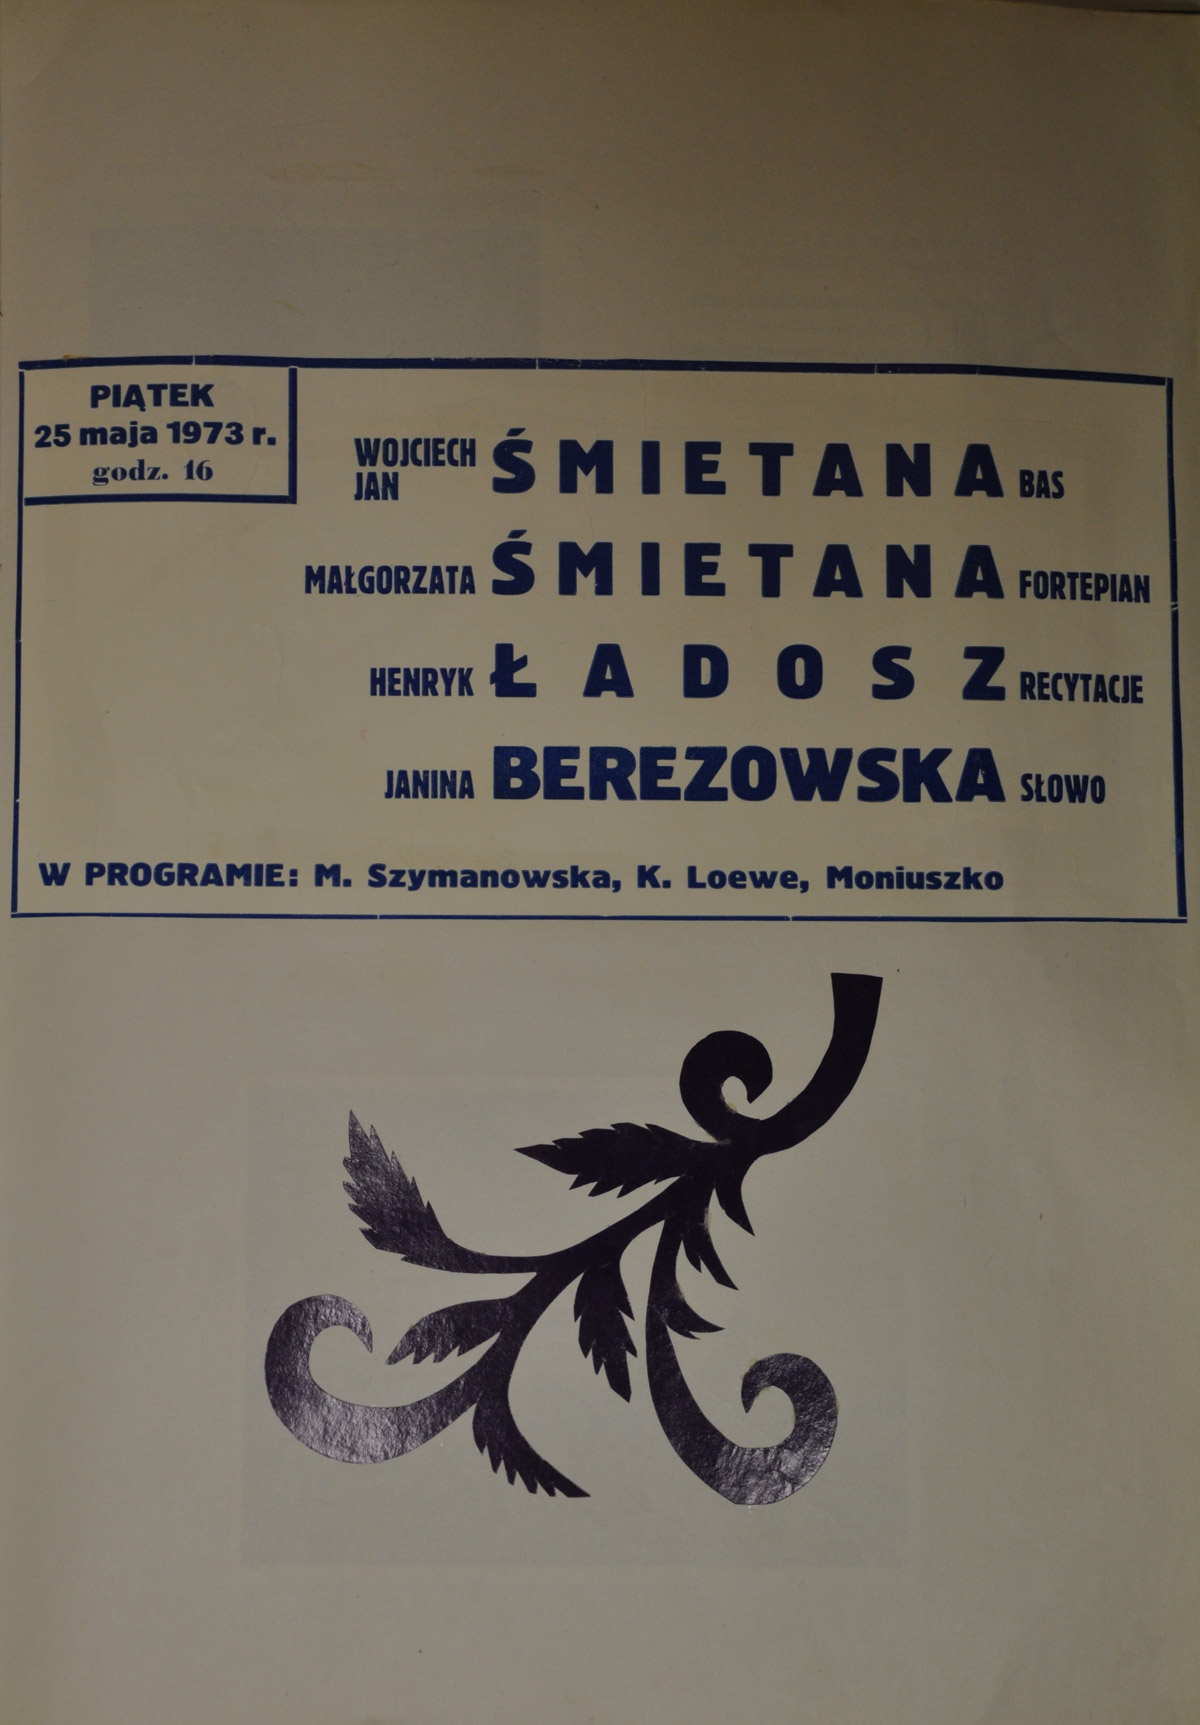 PIĄTEK
25 maja 1973 r.
godz. 16
WOJCIECH JAN ŚMIETANA BAS
MAŁGORZATA ŚMIETANA FORTEPIAN
HENRYK ŁADOSZ RECYTACJE
JANINA BEREZOWSKA SŁOWO
W PROGRAMIE: M. Szymanowska, K. Loewe, Moniuszko